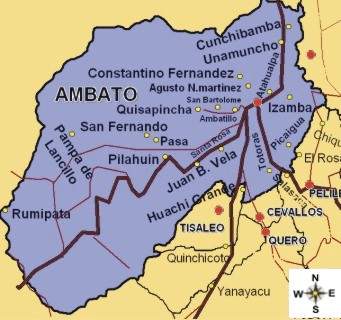 Cunchibamba
Unamuncho
Constantino Fernandez
Atahualpa
Agusto N.martinez
AMBATO
San Bartolome
Izamba
Quisapincha
Ambatillo
Picaigua
San Fernando
Pasa
Santa Rosa
Totoras
Chiqu
Pampa de
Lancillo
Pilahuin
El Rosa
Juan B. Vela
Salasaca
PELILE
Huachi Grande
Rumipata
CEVALLOS
TISALEO
QUERO
Quinchicoto
Yanayacu
N
W E
S